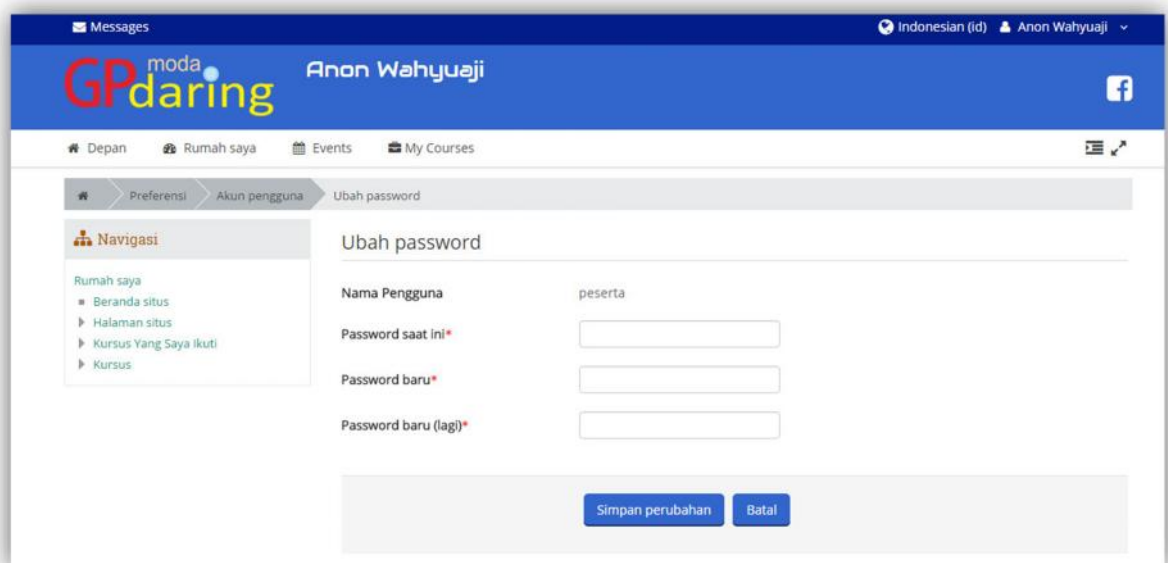 Messages
Indonesian (id) Anon Wahyuaji
GP moda daring
Anon Wahyuaji
Depan Rumah saya Events My Courses
Preferensi Akun pengguna Ubah password
Navigasi
Rumah saya
Beranda situs
Halaman situs
Kursus Yang Saya Ikuti
Kursus
Ubah password
Nama Pengguna peserta
Password saat ini*
Password baru*
Password baru (lagi)*
Simpan perubahan Batal